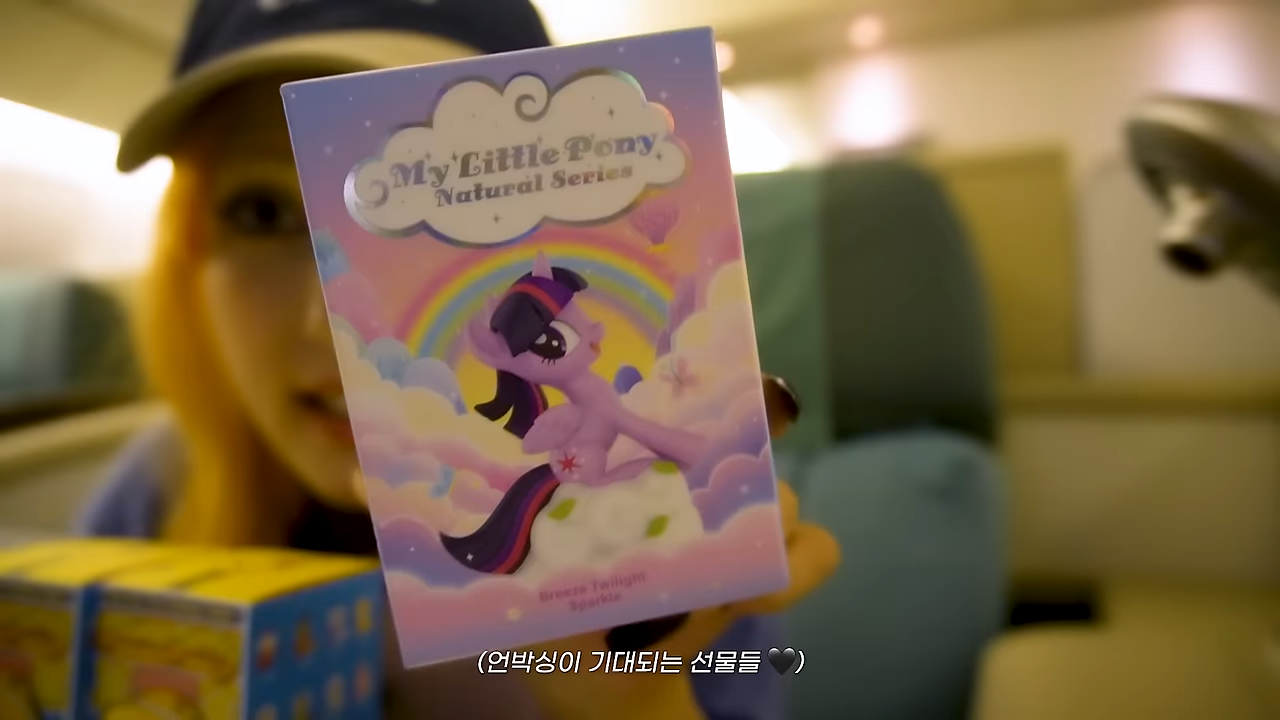 My Little Pony
Natural Series
Breeze Twilight
Sparkle
(언박싱이 기대되는 선물들🖤)